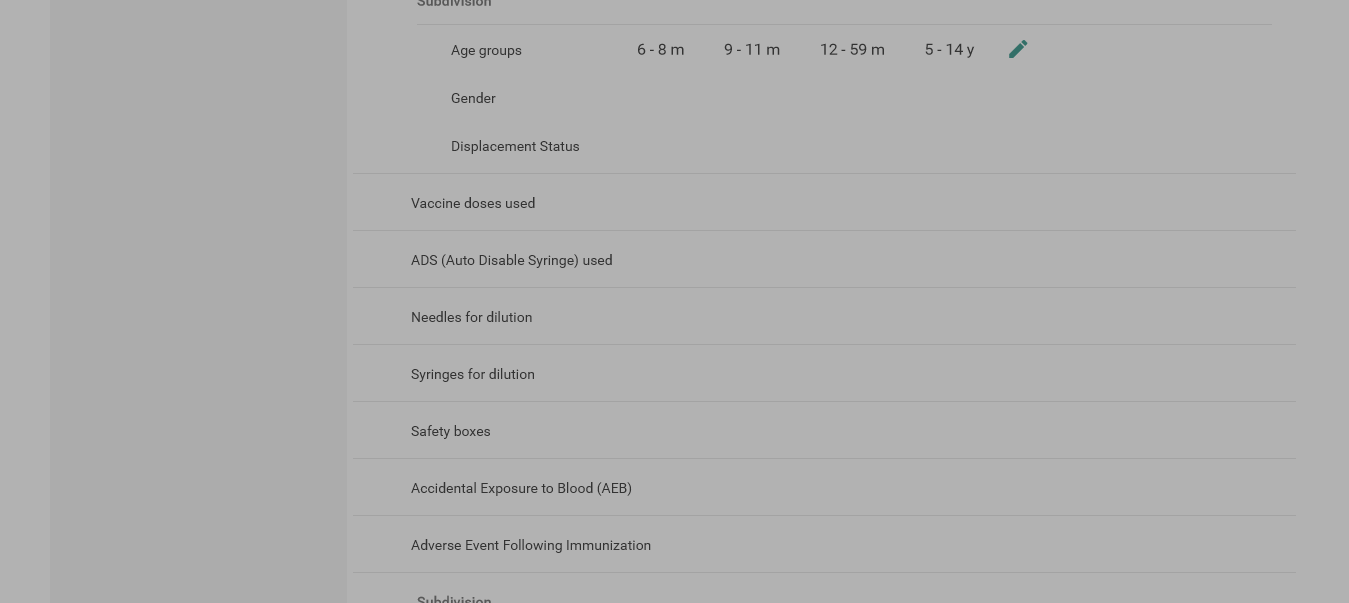 Subdivision
Age groups 6 - 8 m 9 - 11 m 12 - 59 m 5 - 14 y
Gender
Displacement Status
Vaccine doses used
ADS (Auto Disable Syringe) used
Needles for dilution
Syringes for dilution
Safety boxes
Accidental Exposure to Blood (AEB)
Adverse Event Following Immunization
Subdivision